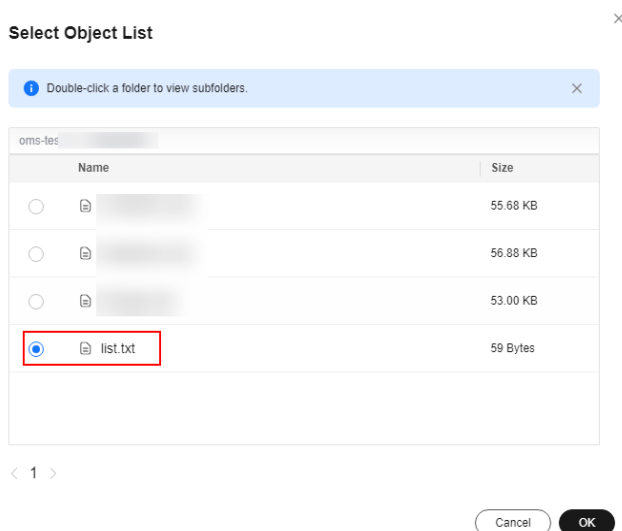 Select Object List
Double-click a folder to view subfolders.
oms-tes
Name Size
55.68 KB
56.88 KB
53.00 KB
list.txt 59 Bytes
1
Cancel OK